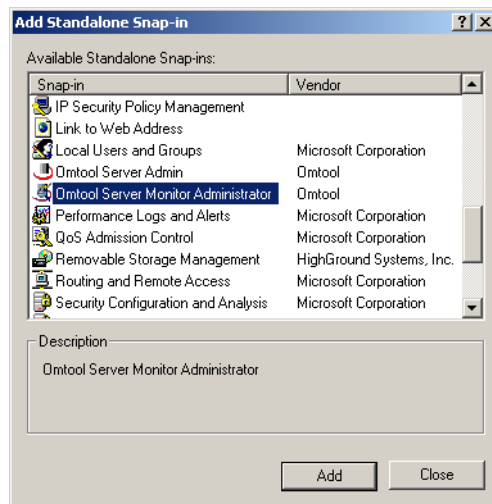 Add Standalone Snap-in
Available Standalone Snap-ins:
Snap-in Vendor
IP Security Policy Management
Link to Web Address
Local Users and Groups Microsoft Corporation
Omtool Server Admin Omtool
Omtool Server Monitor Administrator Omtool
Performance Logs and Alerts Microsoft Corporation
QoS Admission Control Microsoft Corporation
Removable Storage Management HighGround Systems, Inc.
Routing and Remote Access Microsoft Corporation
Security Configuration and Analysis Microsoft Corporation
Description
Omtool Server Monitor Administrator
Add Close